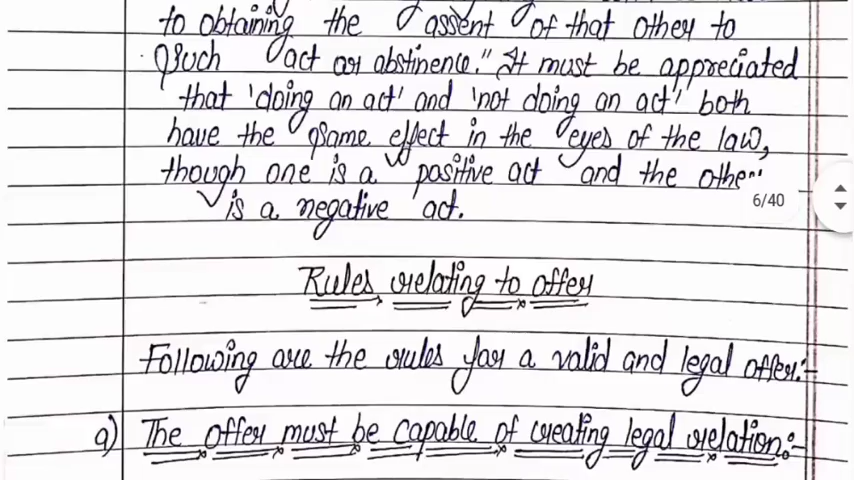 to obtaining the assent of that other to
such act or abstinence." It must be appreciated
that 'doing an act' and 'not doing an act' both
have the same effect in the eyes of the law,
though one is a positive act and the other
is a negative act.
6/40
Rules relating to offer
Following are the rules for a valid and legal offer:-
a) The offer must be capable of creating legal relation:-